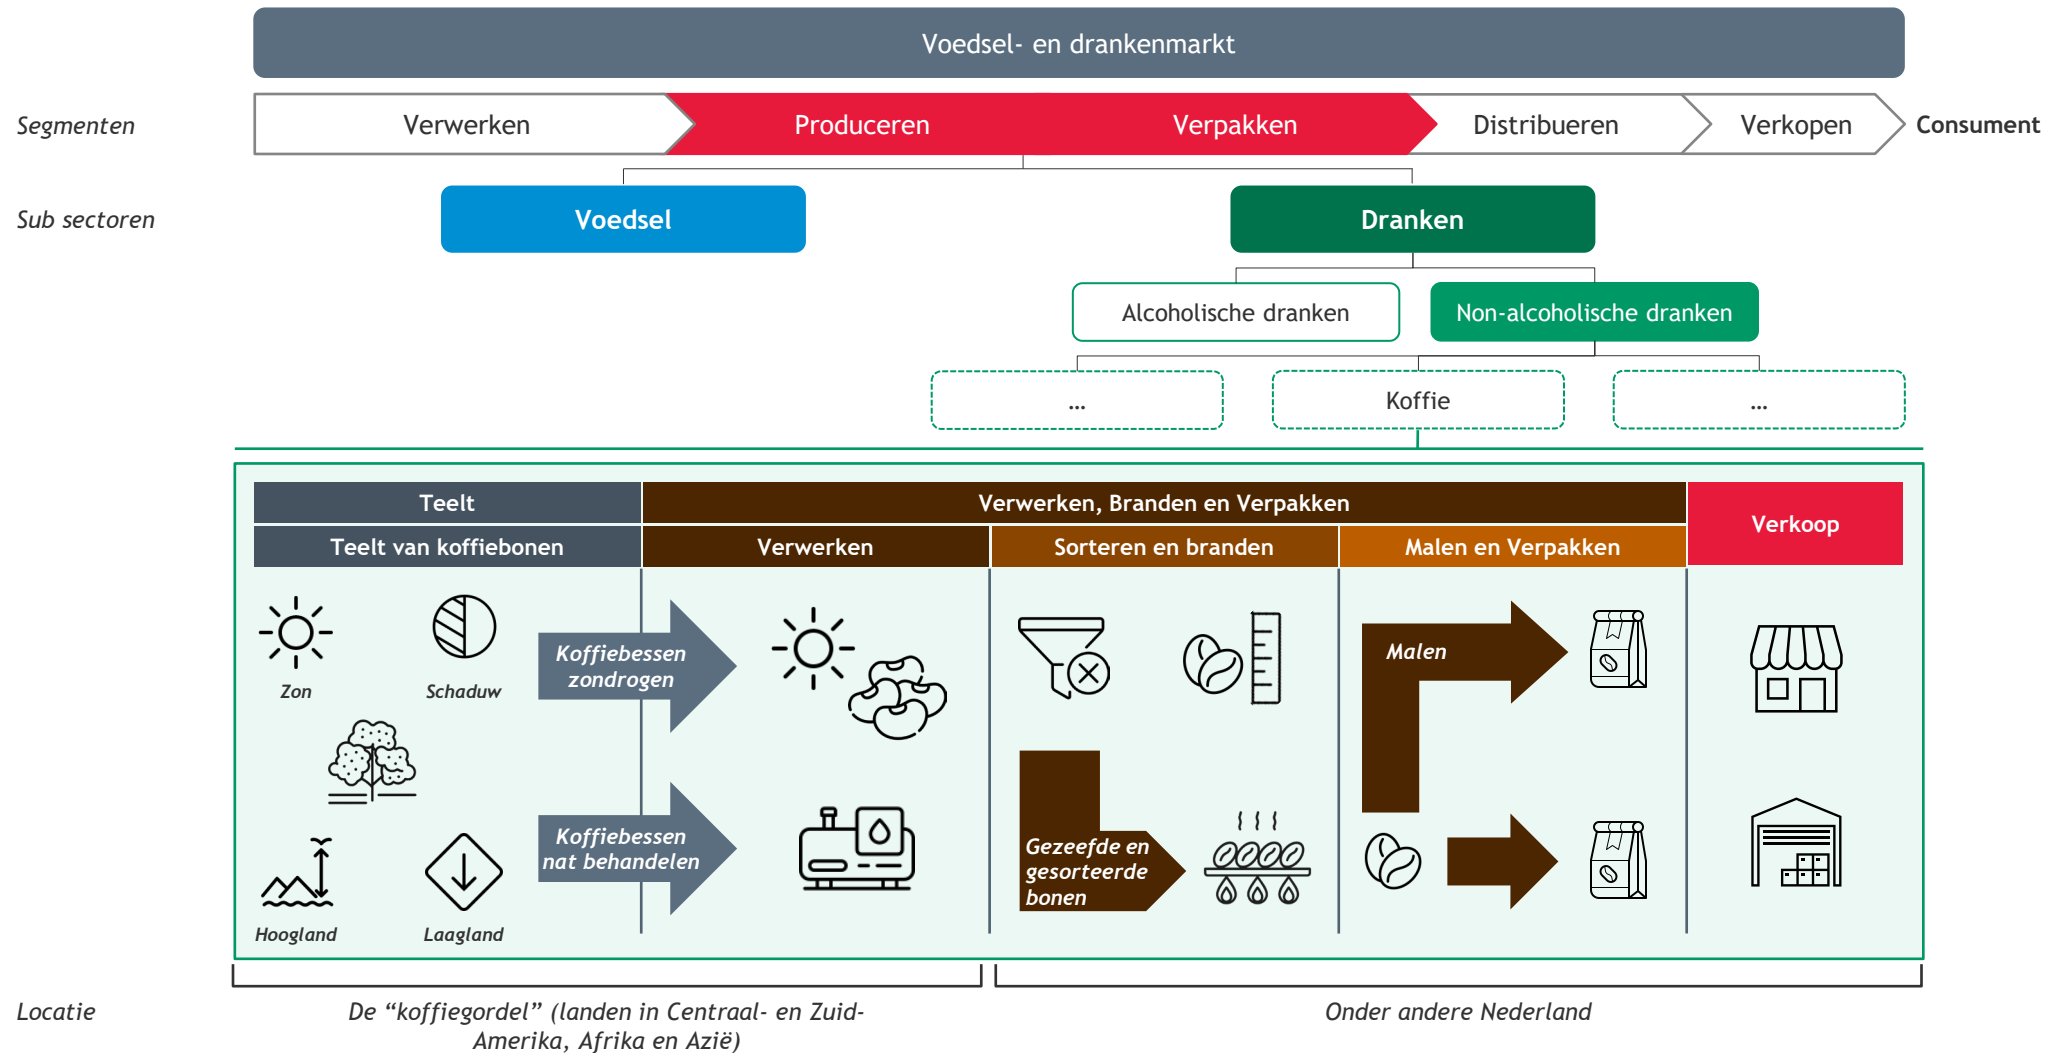 Voedsel- en drankenmarkt
Segmenten
Verwerken
Produceren
Verpakken
Distribueren
Verkopen
Consument
Sub sectoren
Voedsel
Dranken
Alcoholische dranken
Non-alcoholische dranken
…
Koffie
…
Teelt
Verwerken, Branden en Verpakken
Verkoop
Teelt van koffiebonen
Verwerken
Sorteren en branden
Malen en Verpakken
Zon
Schaduw
Koffiebessen
zondrogen
Malen
Koffiebessen
nat behandelen
Gezeefde en
gesorteerde
bonen
Hoogland
Laagland
Locatie
De “koffiegordel” (landen in Centraal- en Zuid-
Amerika, Afrika en Azië)
Onder andere Nederland